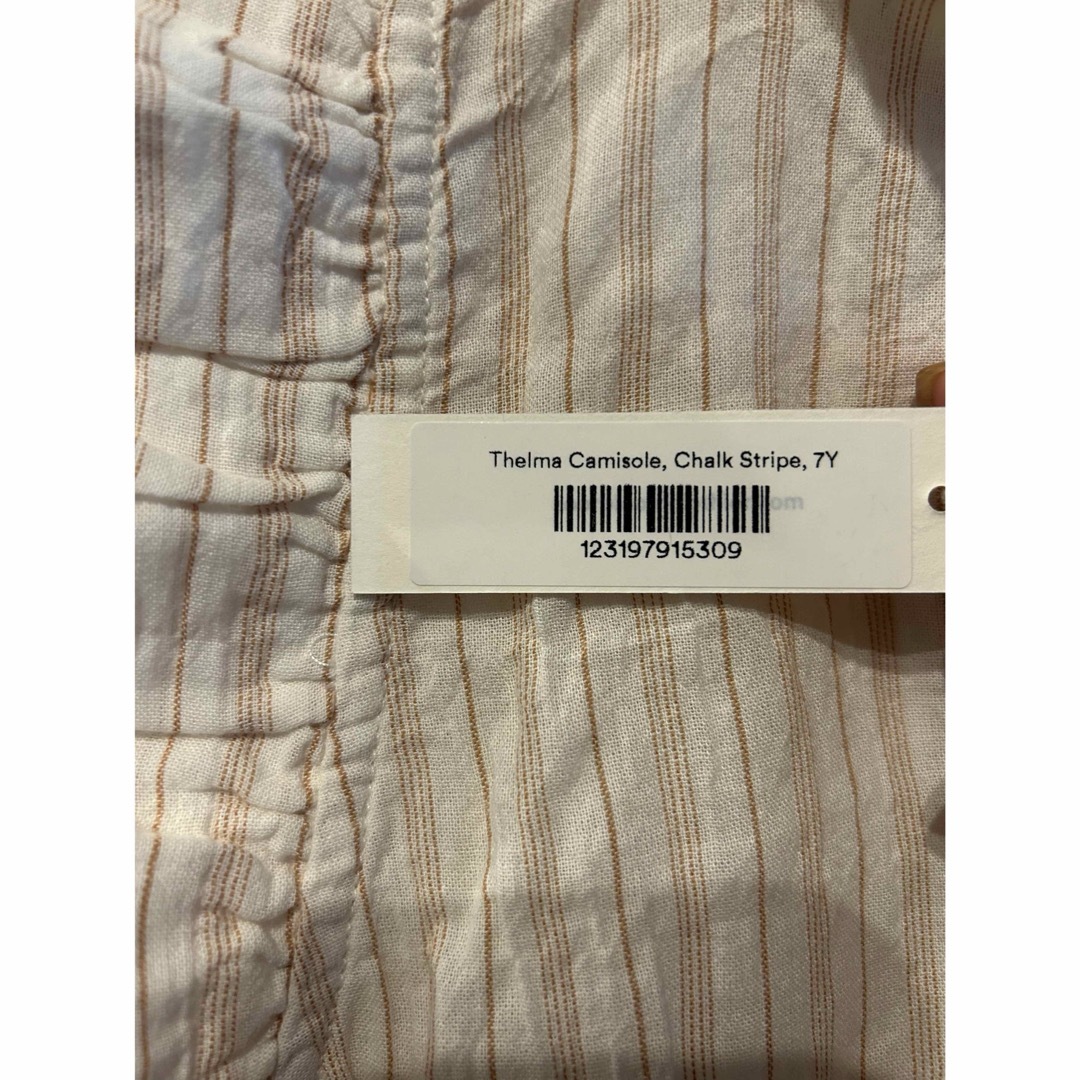 Thelma Camisole, Chalk Stripe, 7Y
123197915309